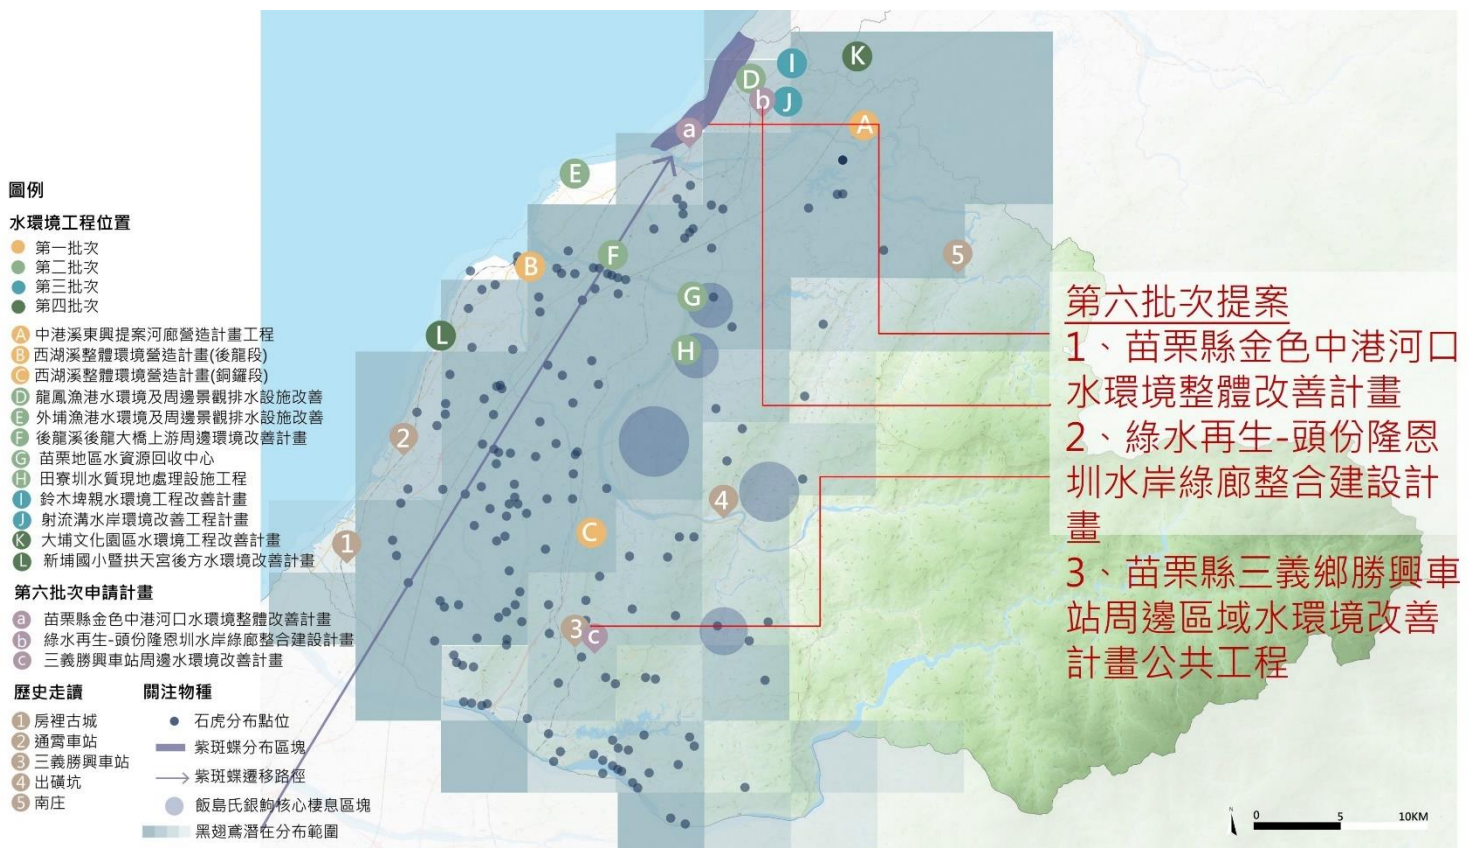 圖例
水環境工程位置
第一批次
第二批次
第三批次
第四批次
A 中港溪東興提案河廊營造計畫工程
B 西湖溪整體環境營造計畫(後龍段)
C 西湖溪整體環境營造計畫(銅鑼段)
D 龍鳳漁港水環境及周邊景觀排水設施改善
E 外埔漁港水環境及周邊景觀排水設施改善
F 後龍溪後龍大橋上游周邊環境改善計畫
G 苗栗地區水資源回收中心
H 田寮圳水質現地處理設施工程
I 鈴木埤親水環境工程改善計畫
J 射流溝水岸環境改善工程計畫
K 大埔文化園區水環境工程改善計畫
L 新埔國小暨拱天宮後方水環境改善計畫
第六批次申請計畫
a 苗栗縣金色中港河口水環境整體改善計畫
b 綠水再生-頭份隆恩圳水岸綠廊整合建設計畫
c 三義勝興車站周邊水環境改善計畫
歷史走讀
1 房裡古城
2 通霄車站
3 三義勝興車站
4 出磺坑
5 南庄
關注物種
石虎分布點位
紫斑蝶分布區塊
紫斑蝶遷移路徑
飯島氏銀鮈核心棲息區塊
黑翅鳶潛在分布範圍
K
I
D
b
J
a
A
E
5
F
B
G
L
H
2
4
C
1
3
c
第六批次提案
1、苗栗縣金色中港河口
水環境整體改善計畫
2、綠水再生-頭份隆恩
圳水岸綠廊整合建設計
畫
3、苗栗縣三義鄉勝興車
站周邊區域水環境改善
計畫公共工程
N
0 5 10KM